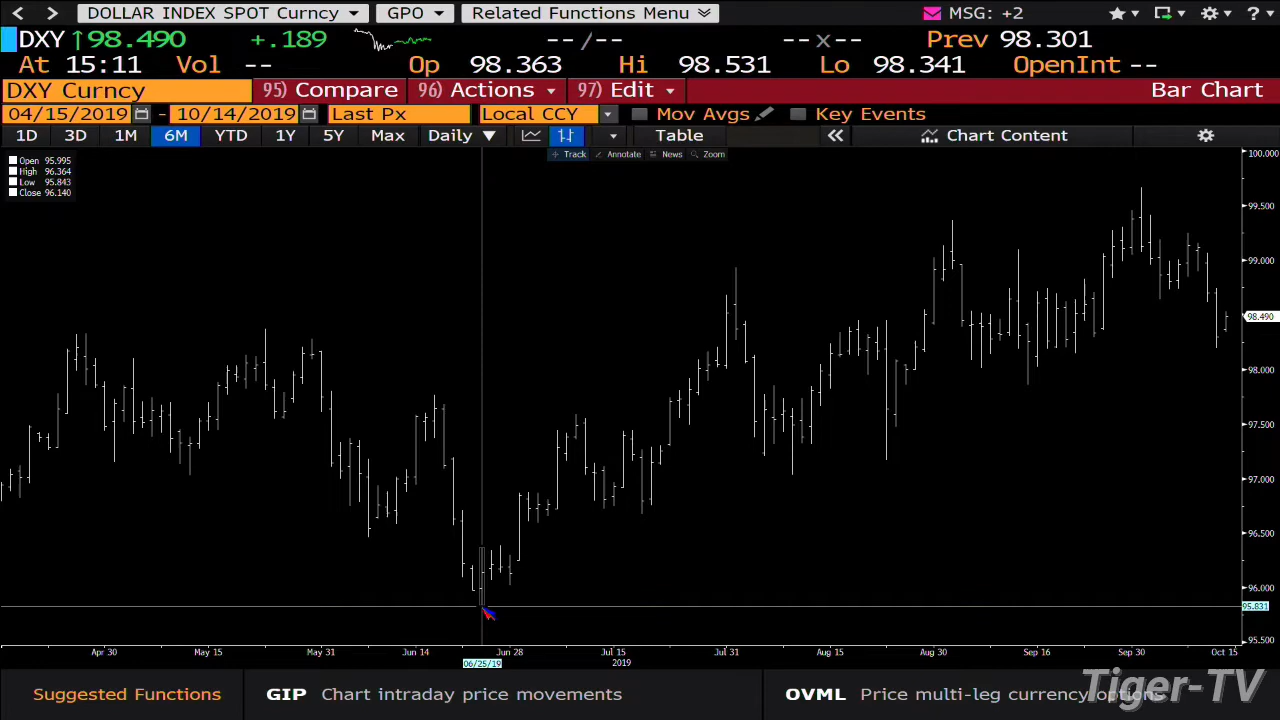 DOLLAR INDEX SPOT Curncy GPO Related Functions Menu MSG: +2 ?
DXY ↑98.490 +.189 --/-- --x-- Prev 98.301
At 15:11 Vol -- Op 98.363 Hi 98.531 Lo 98.341 OpenInt --
DXY Curncy 95) Compare 96) Actions 97) Edit Bar Chart
04/15/2019 - 10/14/2019 Last Px Local CCY Mov Avgs Key Events
1D 3D 1M 6M YTD 1Y 5Y Max Daily ▼ Table « Chart Content
Track Annotate News Zoom
Open 95.995
High 96.364
Low 95.843
Close 96.140
100.000
99.500
99.000
98.490
98.000
97.500
97.000
96.500
96.000
95.831
95.500
Apr 30 May 15 May 31 Jun 14 Jun 28 Jul 15 Jul 31 Aug 15 Aug 30 Sep 16 Sep 30 Oct 15
06/25/19 2019
Suggested Functions GIP Chart intraday price movements OVML Price multi-leg currency options
Tiger-TV